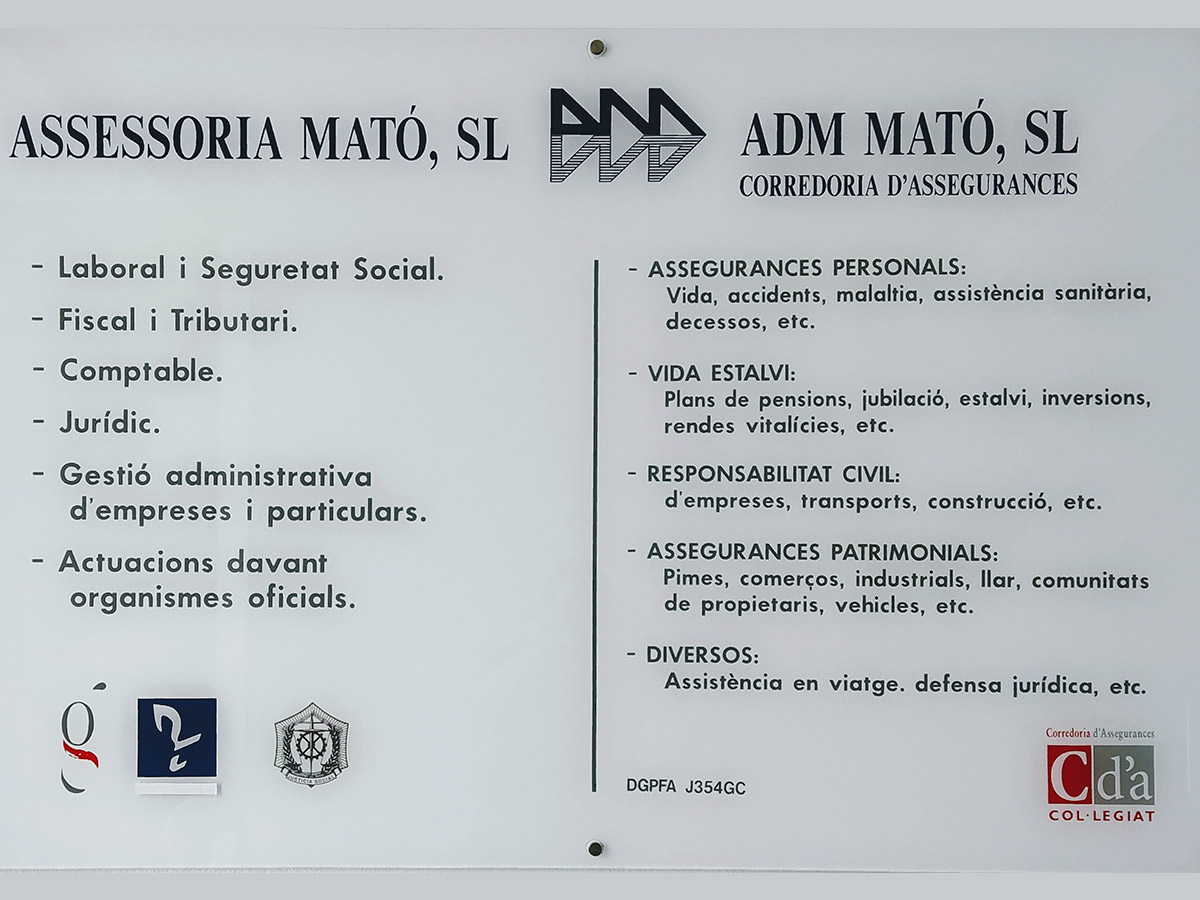 ASSESSORIA MATÓ, SL
ADM MATÓ, SL
CORREDORIA D'ASSEGURANCES
- Laboral i Seguretat Social.
- Fiscal i Tributari.
- Comptable.
- Jurídic.
- Gestió administrativa
d'empreses i particulars.
- Actuacions davant
organismes oficials.
JUSTICIA SOCIAL
- ASSEGURANCES PERSONALS:
Vida, accidents, malaltia, assistència sanitària,
decessos, etc.
- VIDA ESTALVI:
Plans de pensions, jubilació, estalvi, inversions,
rendes vitalícies, etc.
- RESPONSABILITAT CIVIL:
d'empreses, transports, construcció, etc.
- ASSEGURANCES PATRIMONIALS:
Pimes, comerços, industrials, llar, comunitats
de propietaris, vehicles, etc.
- DIVERSOS:
Assistència en viatge. defensa jurídica, etc.
DGPFA J354GC
Corredoria d'Assegurances
Cd'a
COL·LEGIAT